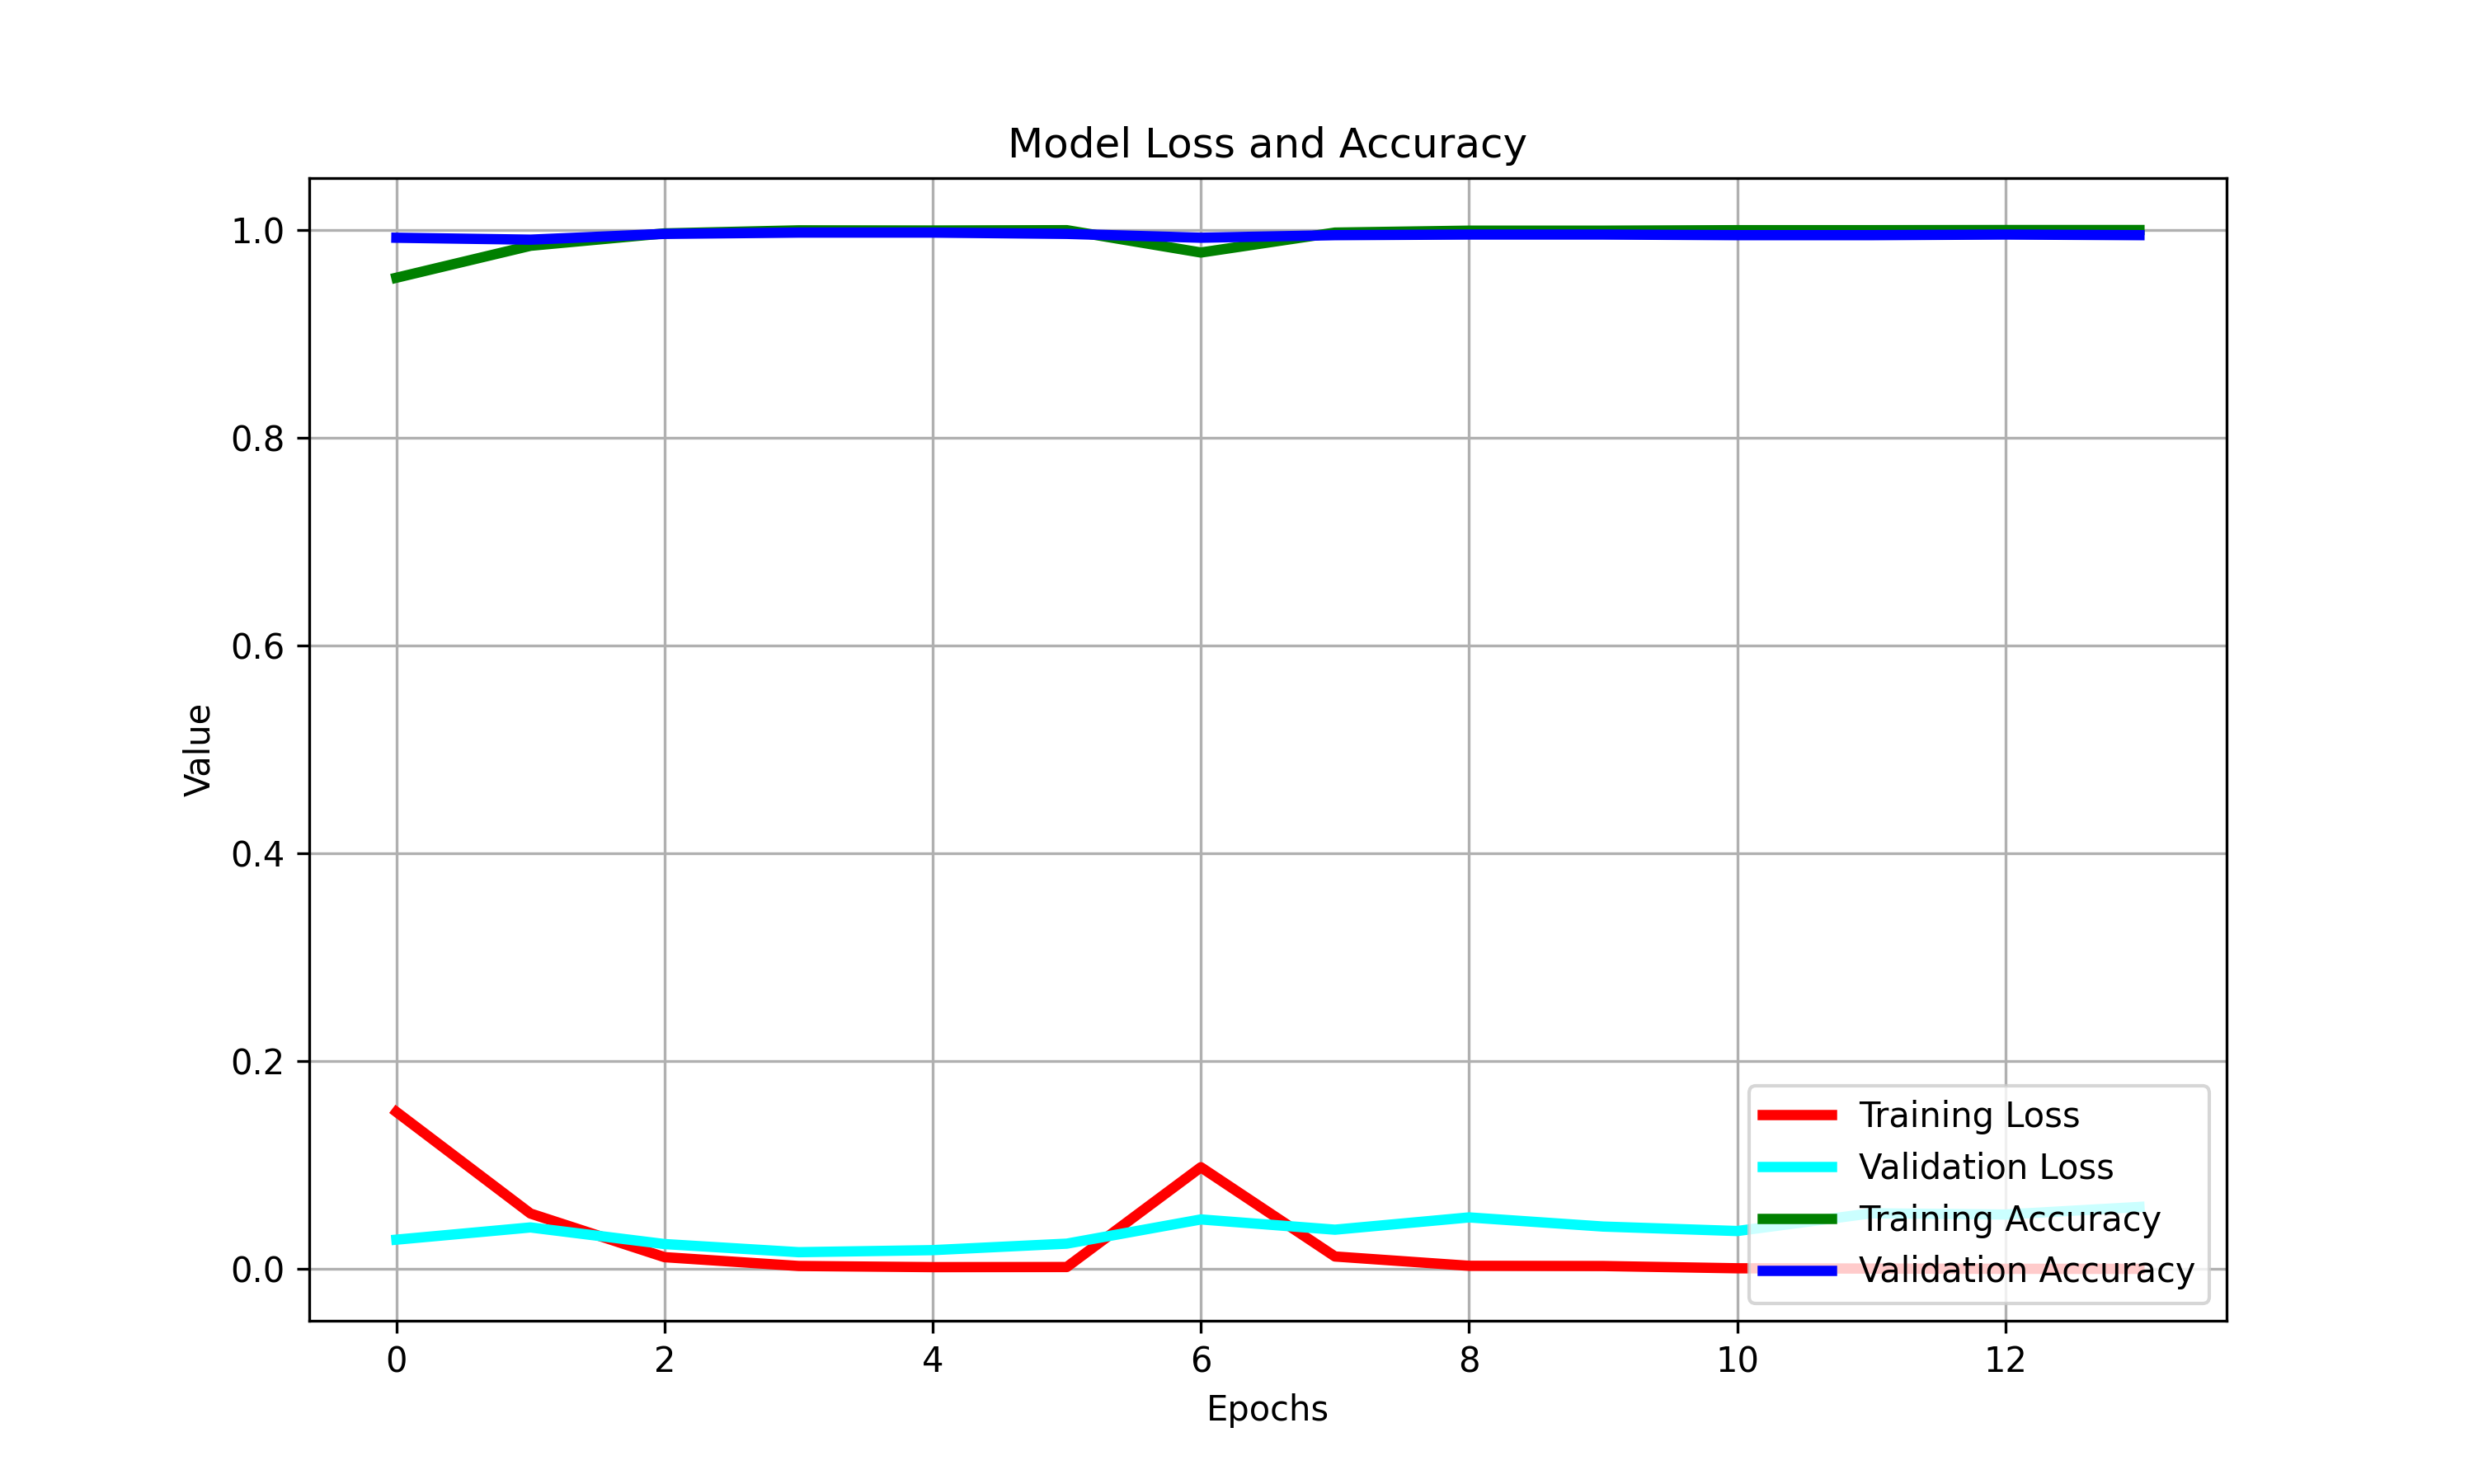 Model Loss and Accuracy
1.0
0.8
0.6
0.4
0.2
0.0
Value
0 2 4 6 8 10 12
Epochs
Training Loss
Validation Loss
Training Accuracy
Validation Accuracy